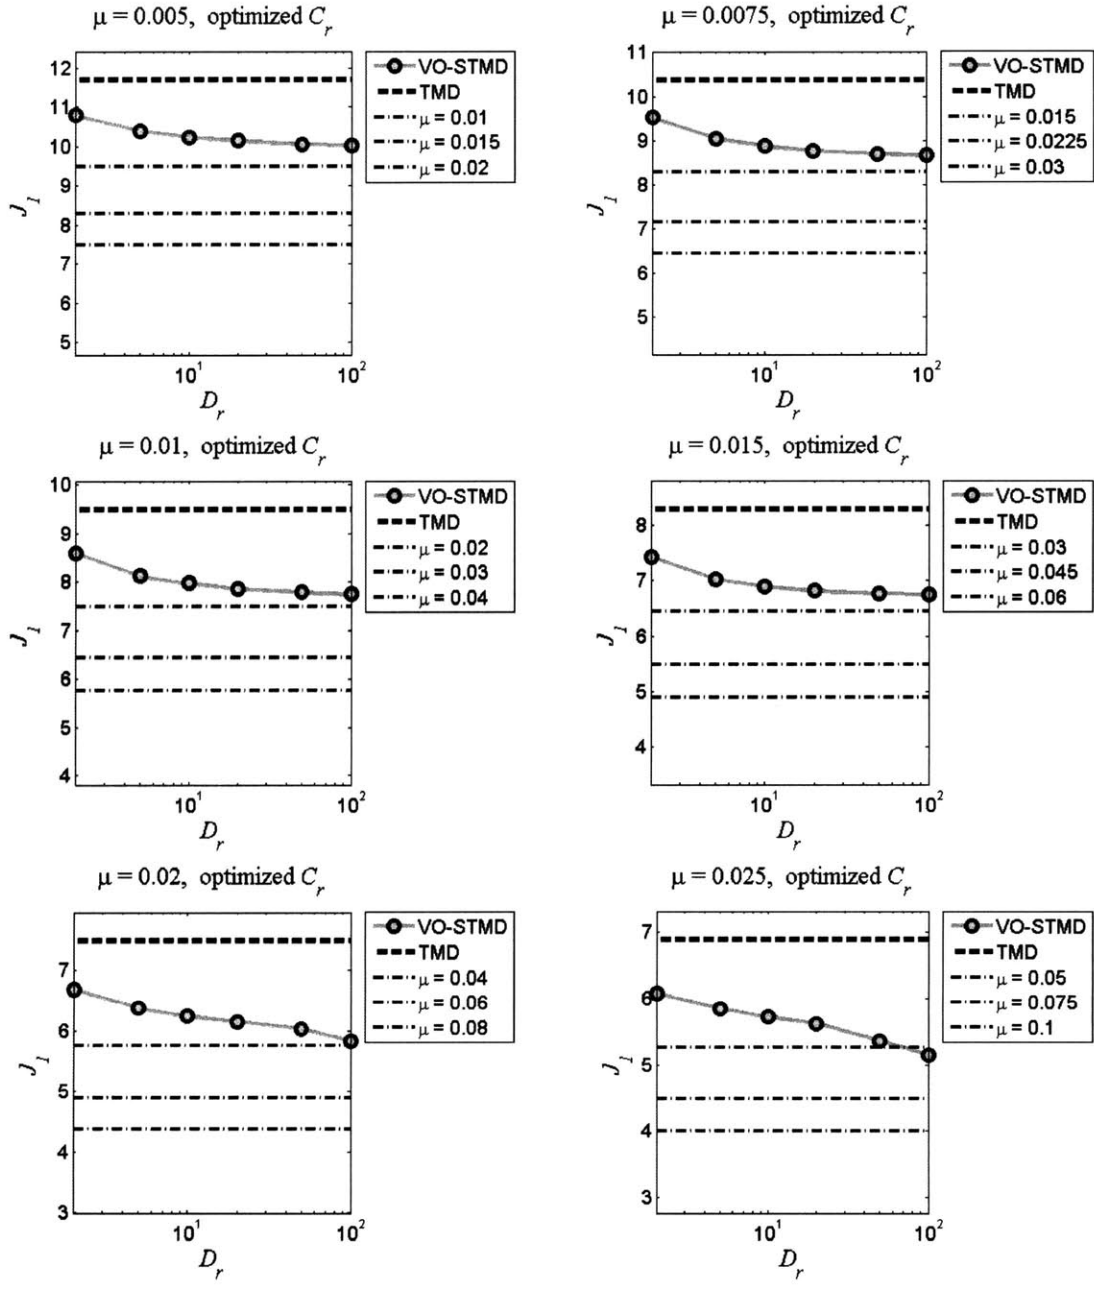 μ = 0.005, optimized C_r
12
11
10
9
8
7
6
5
J_1
10^1
10^2
D_r
VO-STMD
TMD
μ = 0.01
μ = 0.015
μ = 0.02
μ = 0.0075, optimized C_r
11
10
9
8
7
6
5
J_1
10^1
10^2
D_r
VO-STMD
TMD
μ = 0.015
μ = 0.0225
μ = 0.03
μ = 0.01, optimized C_r
10
9
8
7
6
5
4
J_1
10^1
10^2
D_r
VO-STMD
TMD
μ = 0.02
μ = 0.03
μ = 0.04
μ = 0.015, optimized C_r
8
7
6
5
4
J_1
10^1
10^2
D_r
VO-STMD
TMD
μ = 0.03
μ = 0.045
μ = 0.06
μ = 0.02, optimized C_r
7
6
5
4
3
J_1
10^1
10^2
D_r
VO-STMD
TMD
μ = 0.04
μ = 0.06
μ = 0.08
μ = 0.025, optimized C_r
7
6
5
4
3
J_1
10^1
10^2
D_r
VO-STMD
TMD
μ = 0.05
μ = 0.075
μ = 0.1